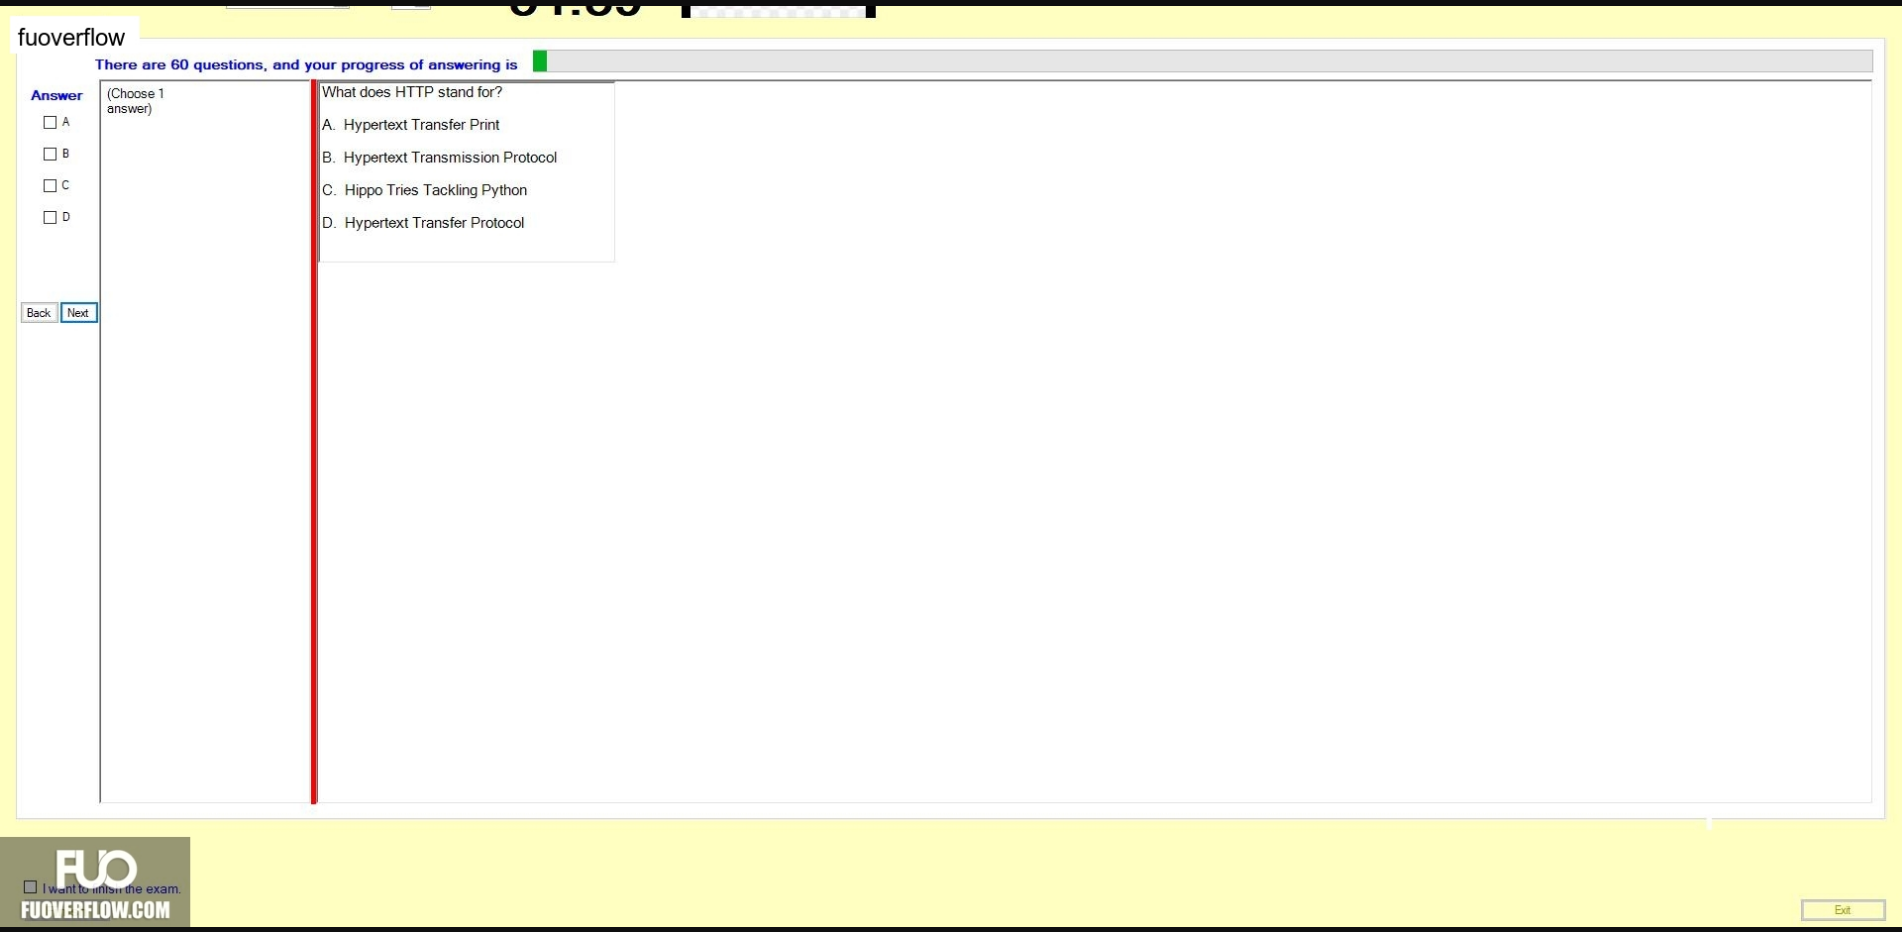 fuoverflow
There are 60 questions, and your progress of answering is
Answer
(Choose 1
answer)
A
B
C
D
Back Next
What does HTTP stand for?
A. Hypertext Transfer Print
B. Hypertext Transmission Protocol
C. Hippo Tries Tackling Python
D. Hypertext Transfer Protocol
FUO
I want to finish the exam.
FUOVERFLOW.COM
Exit